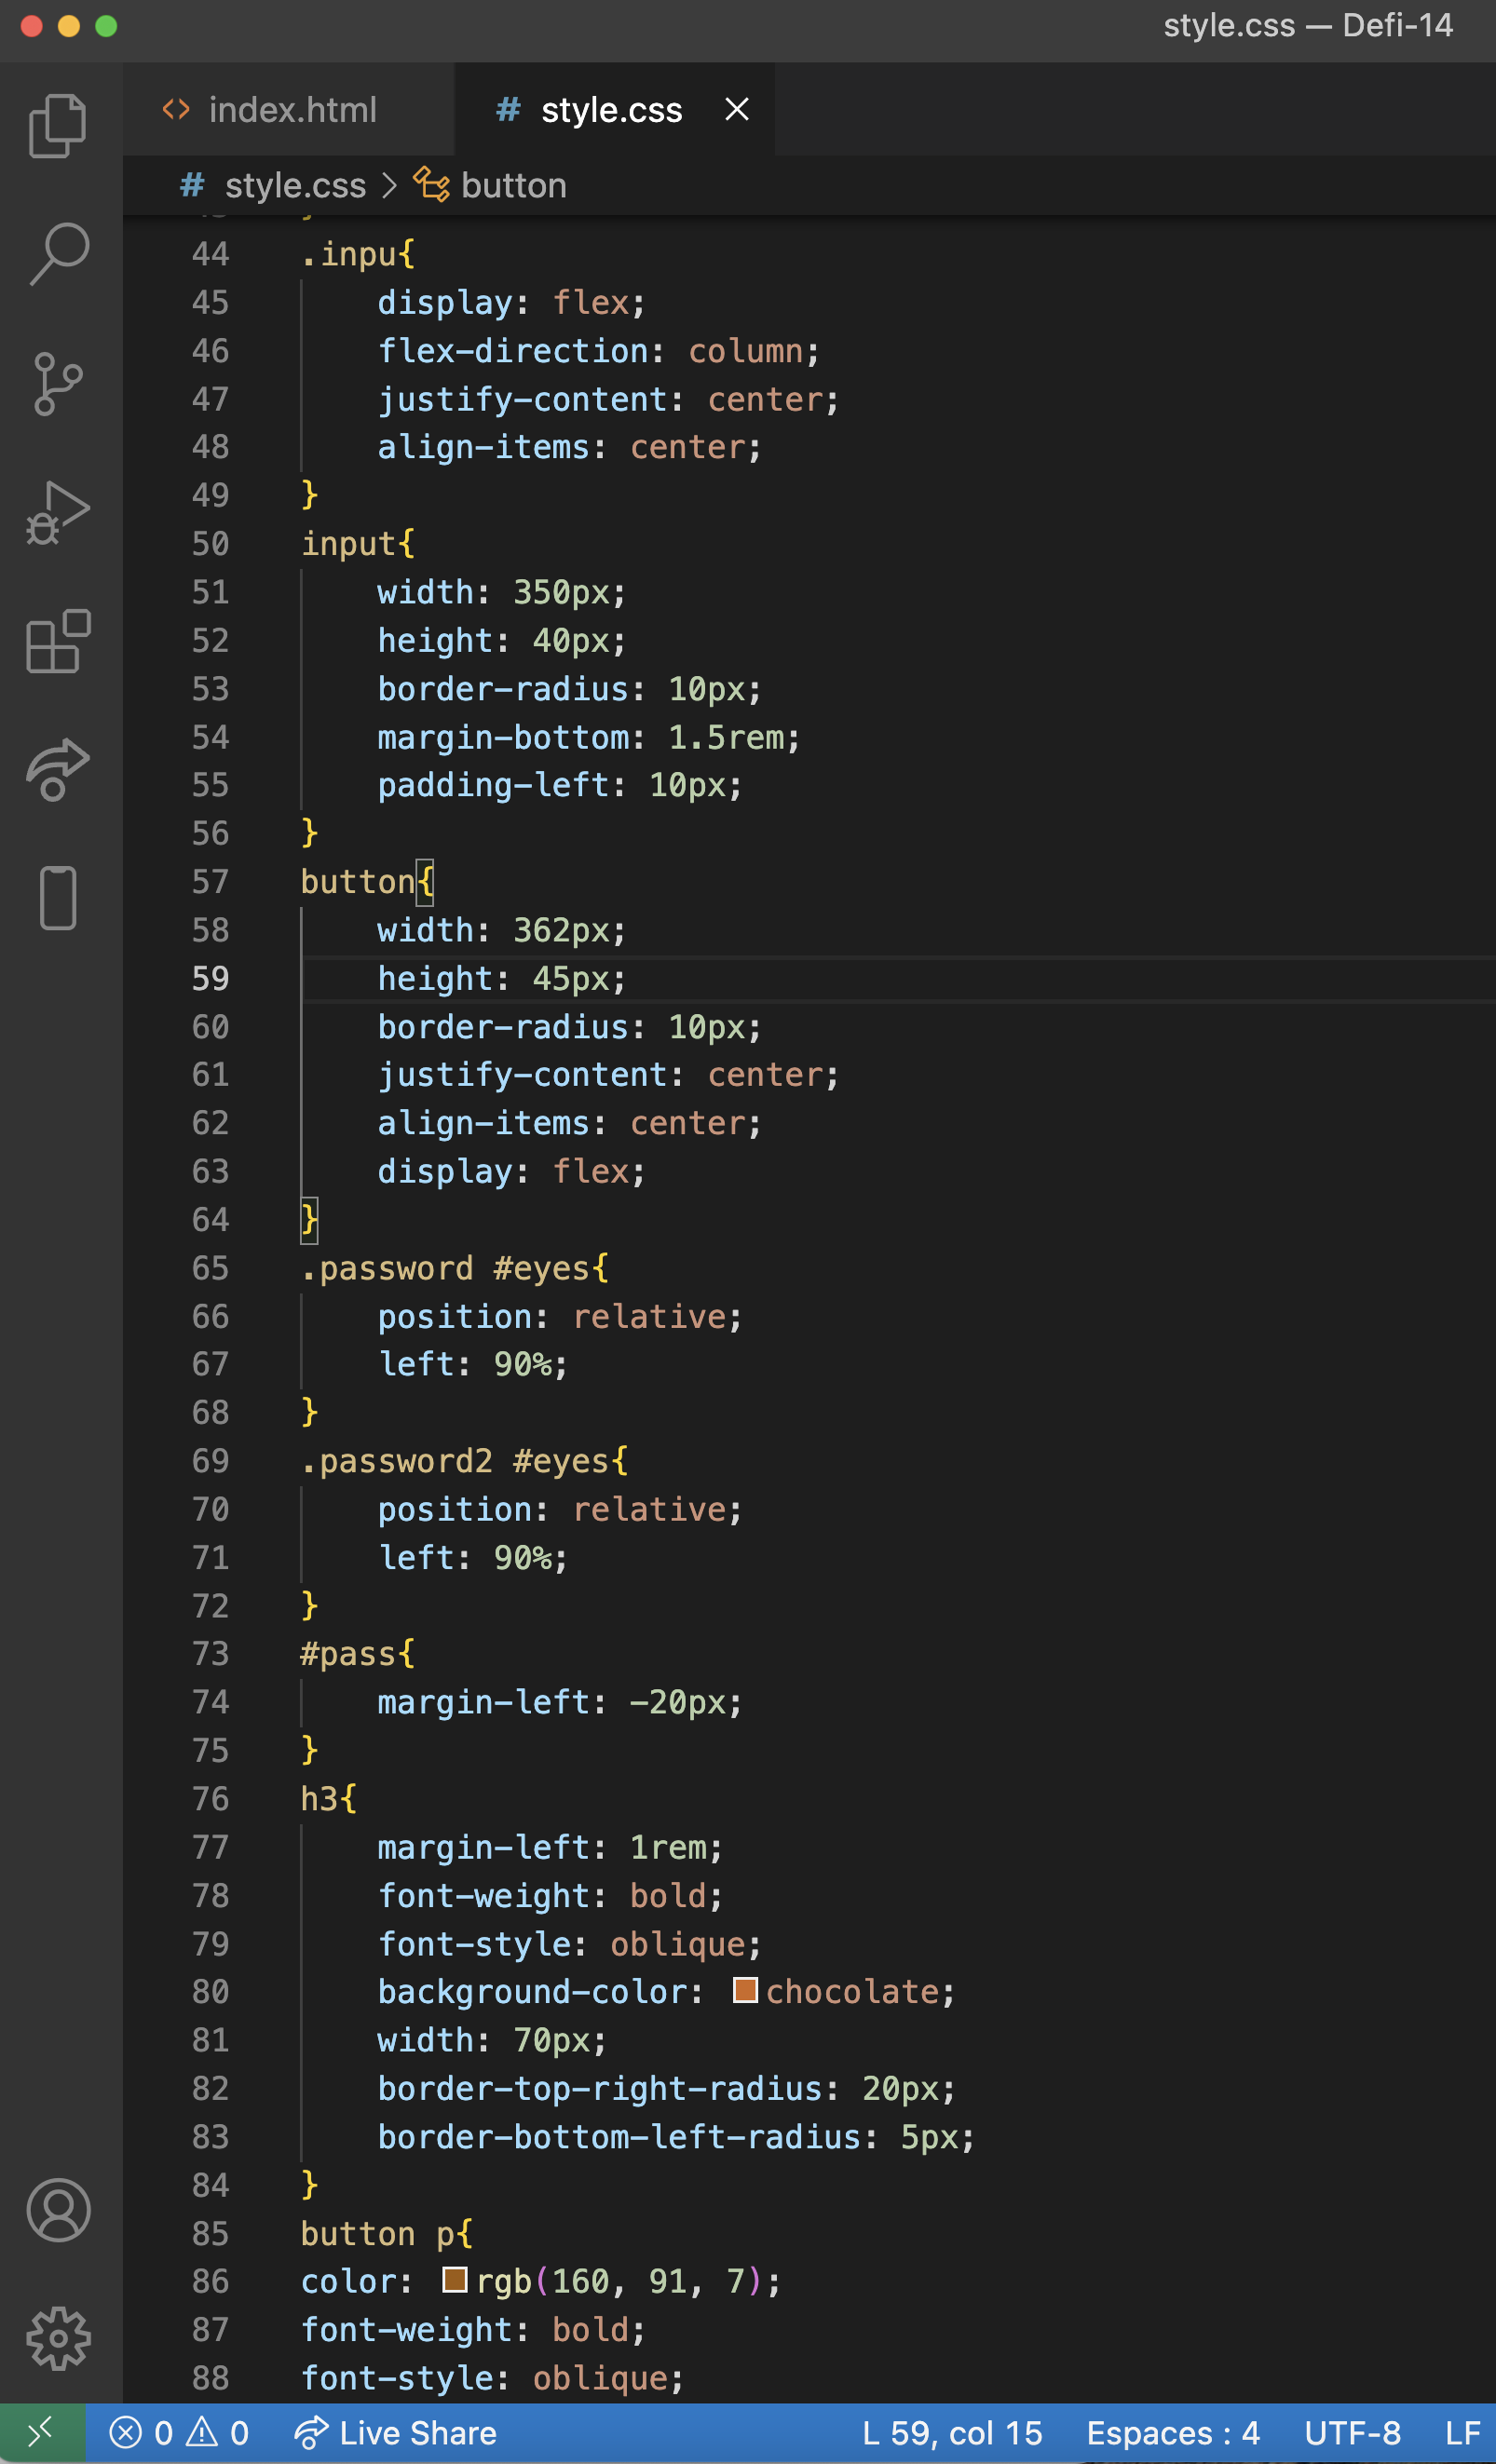 style.css — Defi-14
index.html
style.css
style.css > button
44 .inpu{
45 display: flex;
46 flex-direction: column;
47 justify-content: center;
48 align-items: center;
49 }
50 input{
51 width: 350px;
52 height: 40px;
53 border-radius: 10px;
54 margin-bottom: 1.5rem;
55 padding-left: 10px;
56 }
57 button{
58 width: 362px;
59 height: 45px;
60 border-radius: 10px;
61 justify-content: center;
62 align-items: center;
63 display: flex;
64 }
65 .password #eyes{
66 position: relative;
67 left: 90%;
68 }
69 .password2 #eyes{
70 position: relative;
71 left: 90%;
72 }
73 #pass{
74 margin-left: -20px;
75 }
76 h3{
77 margin-left: 1rem;
78 font-weight: bold;
79 font-style: oblique;
80 background-color: chocolate;
81 width: 70px;
82 border-top-right-radius: 20px;
83 border-bottom-left-radius: 5px;
84 }
85 button p{
86 color: rgb(160, 91, 7);
87 font-weight: bold;
88 font-style: oblique;
0 0 Live Share L 59, col 15 Espaces : 4 UTF-8 LF